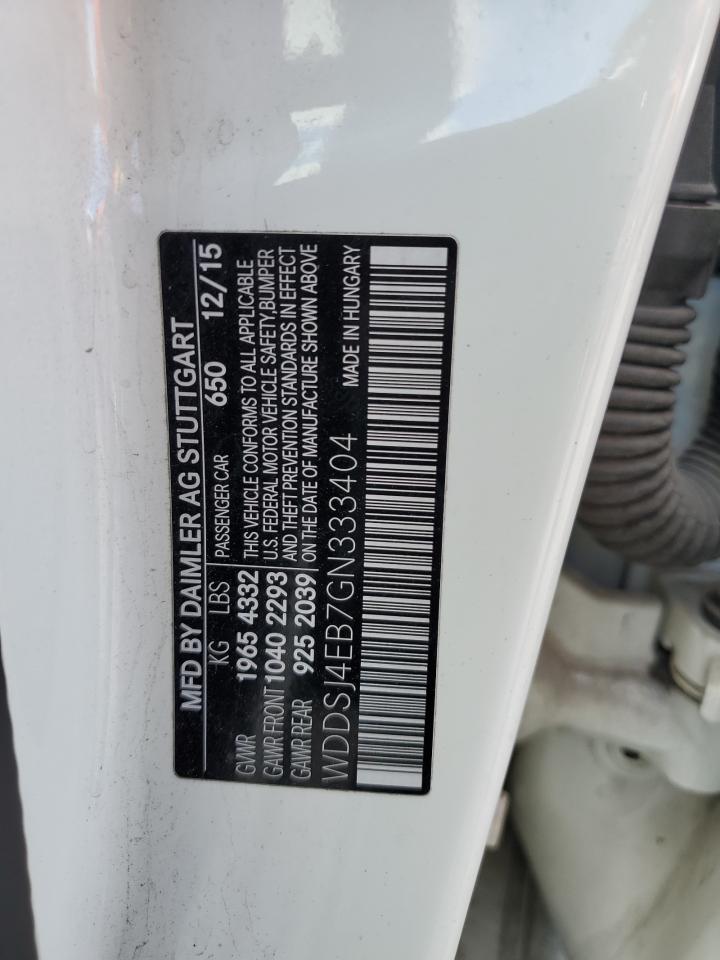 MFD BY DAIMLER AG STUTTGART
KG LBS PASSENGER CAR 650 12/15
GVWR 1965 4332 THIS VEHICLE CONFORMS TO ALL APPLICABLE
GAWR FRONT 1040 2293 U.S. FEDERAL MOTOR VEHICLE SAFETY,BUMPER
GAWR REAR 925 2039 AND THEFT PREVENTION STANDARDS IN EFFECT
ON THE DATE OF MANUFACTURE SHOWN ABOVE
WDDSJ4EB7GN333404 MADE IN HUNGARY